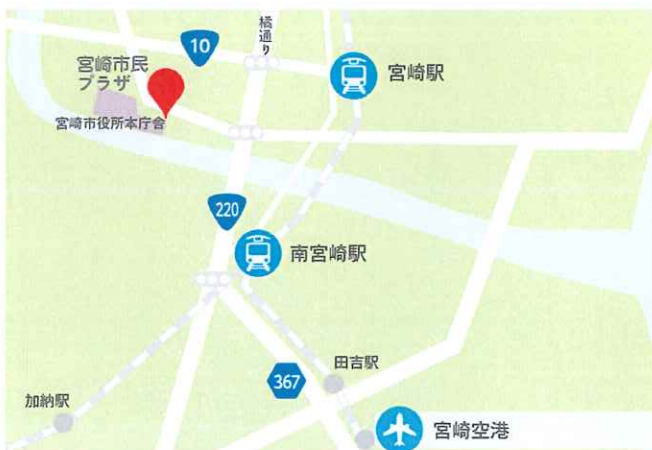 橘通り
10
宮崎駅
宮崎市民
プラザ
宮崎市役所本庁舎
220
南宮崎駅
田吉駅
367
加納駅
宮崎空港